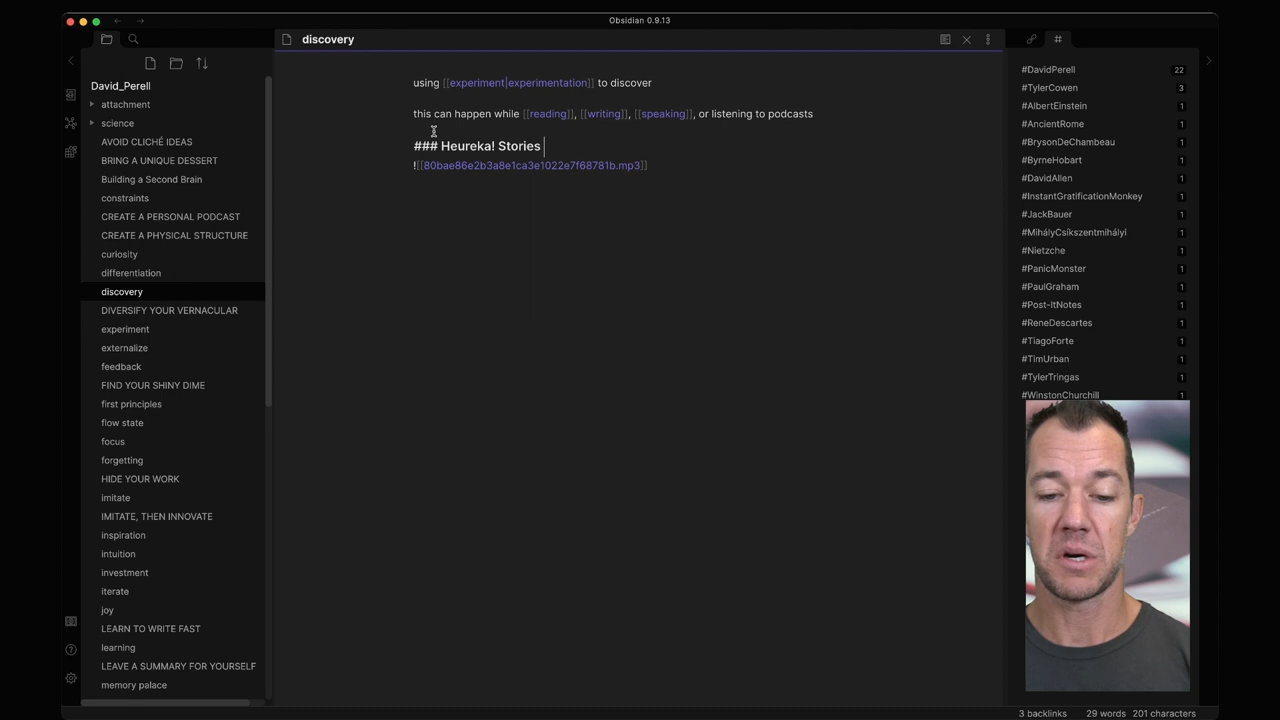 Obsidian 0.9.13
discovery
David_Perell
attachment
science
AVOID CLICHÉ IDEAS
BRING A UNIQUE DESSERT
Building a Second Brain
constraints
CREATE A PERSONAL PODCAST
CREATE A PHYSICAL STRUCTURE
curiosity
differentiation
discovery
DIVERSIFY YOUR VERNACULAR
experiment
externalize
feedback
FIND YOUR SHINY DIME
first principles
flow state
focus
forgetting
HIDE YOUR WORK
imitate
IMITATE, THEN INNOVATE
inspiration
intuition
investment
iterate
joy
LEARN TO WRITE FAST
learning
LEAVE A SUMMARY FOR YOURSELF
memory palace
using [[experiment|experimentation]] to discover
this can happen while [[reading]], [[writing]], [[speaking]], or listening to podcasts
### Heureka! Stories
![[80bae86e2b3a8e1ca3e1022e7f68781b.mp3]]
#DavidPerell 22
#TylerCowen 3
#AlbertEinstein 1
#AncientRome 1
#BrysonDeChambeau 1
#ByrneHobart 1
#DavidAllen 1
#InstantGratificationMonkey 1
#JackBauer 1
#MihályCsíkszentmihályi 1
#Nietzche 1
#PanicMonster 1
#PaulGraham 1
#Post-ItNotes 1
#ReneDescartes 1
#TiagoForte 1
#TimUrban 1
#TylerTringas 1
#WinstonChurchill 1
3 backlinks 29 words 201 characters